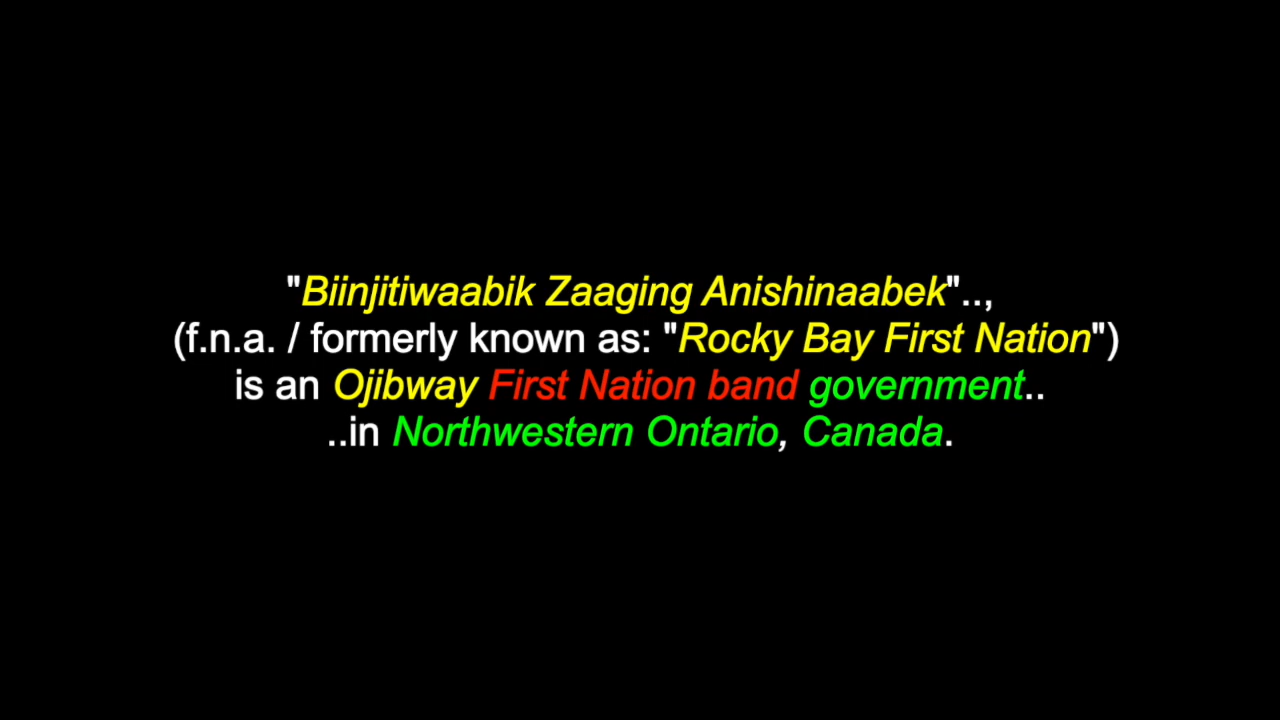 "Biinjitiwaabik Zaaging Anishinaabek"..,
(f.n.a. / formerly known as: "Rocky Bay First Nation")
is an Ojibway First Nation band government..
..in Northwestern Ontario, Canada.